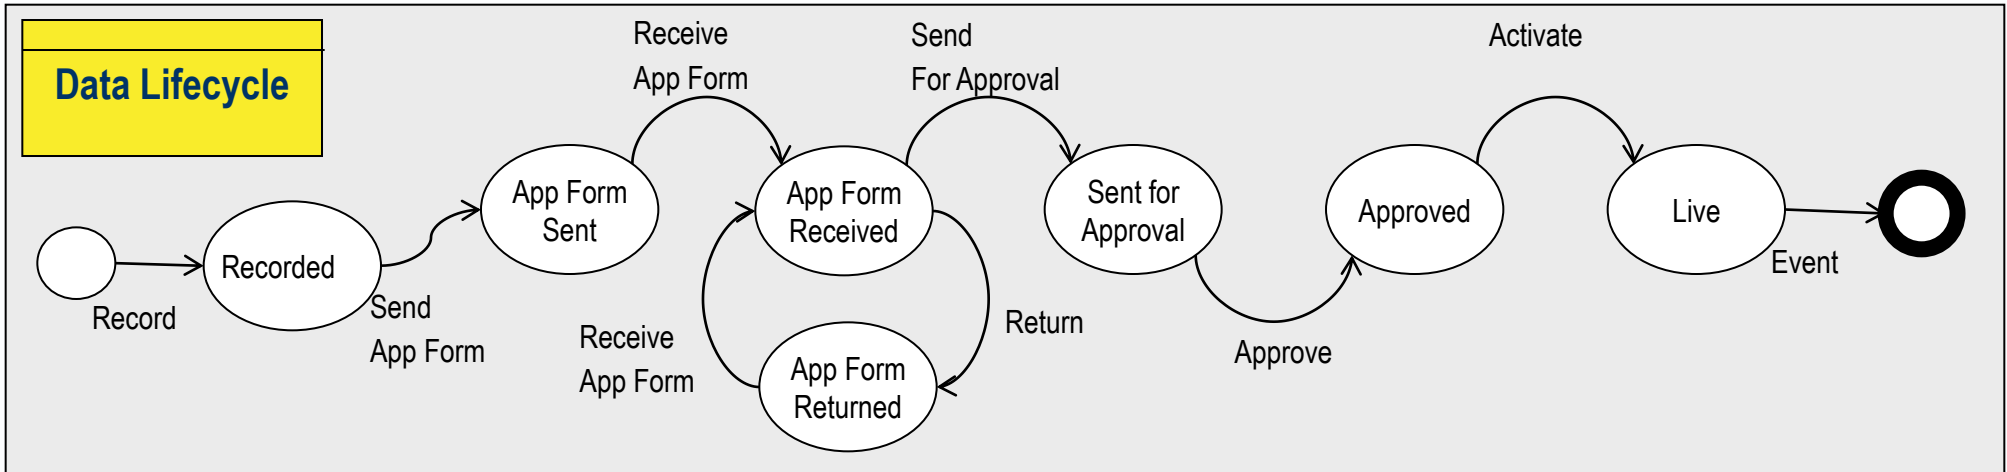 Data Lifecycle
Receive
App Form
Send
For Approval
Activate
App Form
Sent
App Form
Received
Sent for
Approval
Approved
Live
Recorded
Record
Send
App Form
Receive
App Form
Return
Approve
Event
App Form
Returned